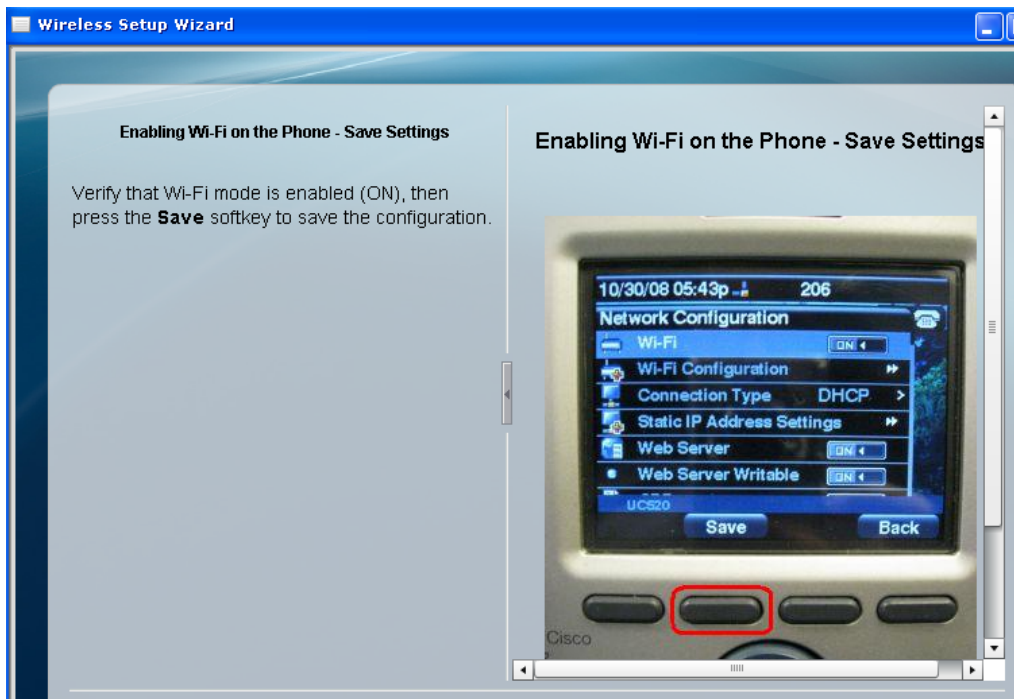 Wireless Setup Wizard
Enabling Wi-Fi on the Phone - Save Settings
Verify that Wi-Fi mode is enabled (ON), then
press the Save softkey to save the configuration.
Enabling Wi-Fi on the Phone - Save Settings
10/30/08 05:43p 206
Network Configuration
Wi-Fi ON
Wi-Fi Configuration
Connection Type DHCP
Static IP Address Settings
Web Server ON
Web Server Writable ON
UC520
Save Back
Cisco